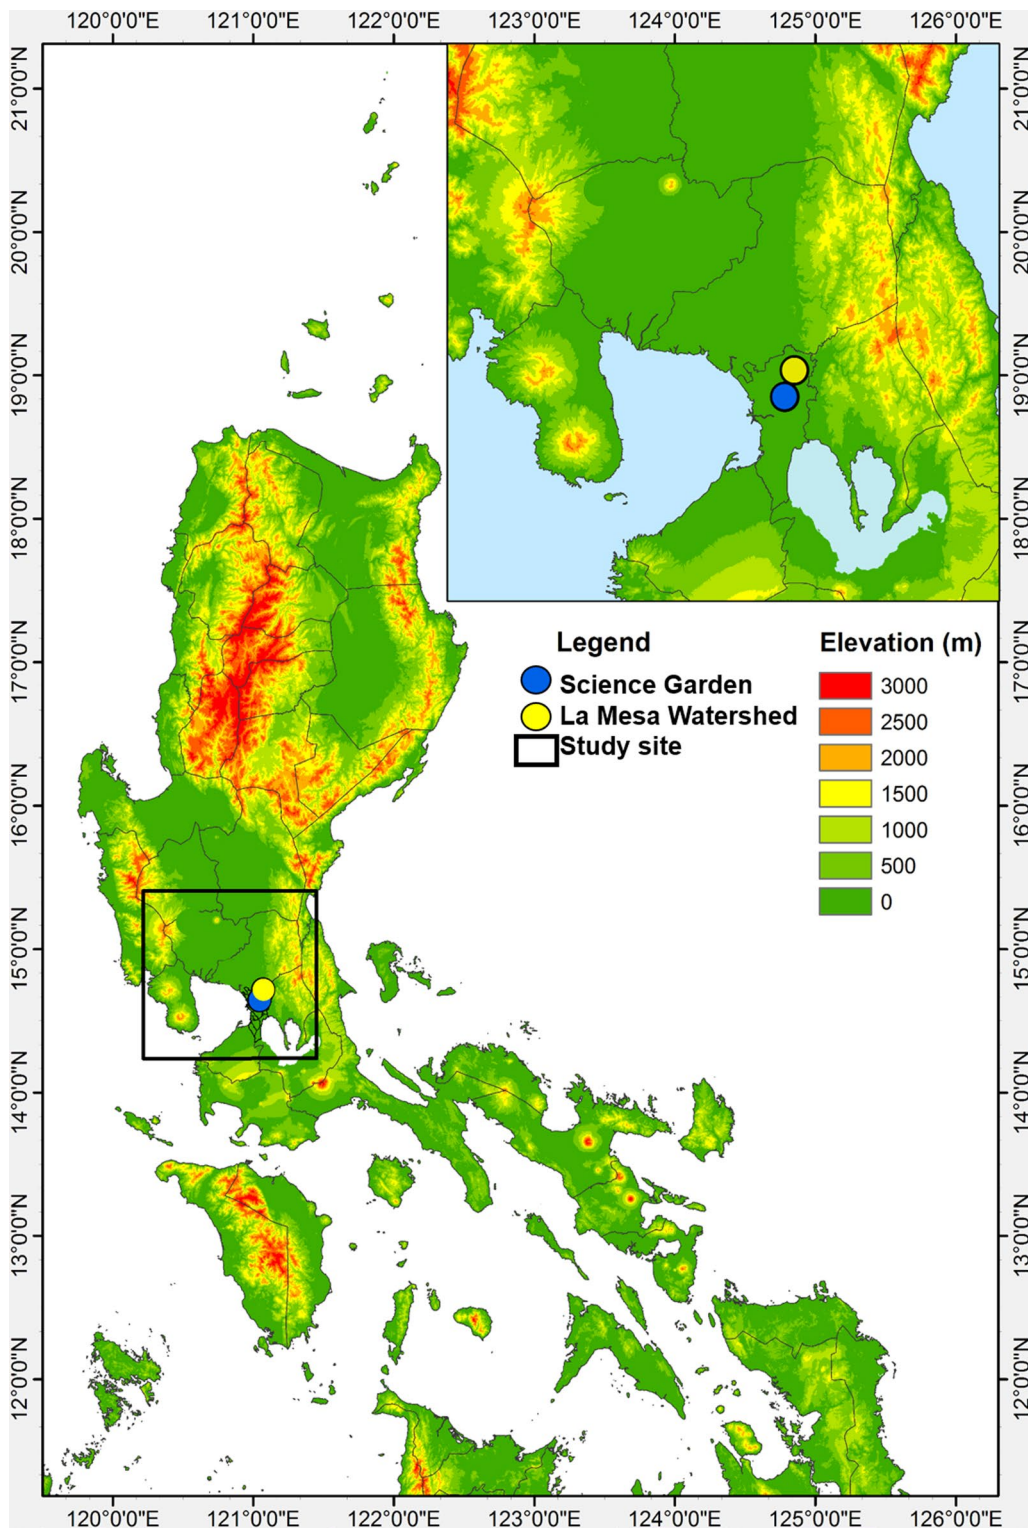 120°0'0"E 121°0'0"E 122°0'0"E 123°0'0"E 124°0'0"E 125°0'0"E 126°0'0"E
21°0'0"N 21°0'0"N
20°0'0"N 20°0'0"N
19°0'0"N 19°0'0"N
18°0'0"N 18°0'0"N
17°0'0"N 17°0'0"N
16°0'0"N 16°0'0"N
15°0'0"N 15°0'0"N
14°0'0"N 14°0'0"N
13°0'0"N 13°0'0"N
12°0'0"N 12°0'0"N
Legend
Science Garden
La Mesa Watershed
Study site
Elevation (m)
3000
2500
2000
1500
1000
500
0
120°0'0"E 121°0'0"E 122°0'0"E 123°0'0"E 124°0'0"E 125°0'0"E 126°0'0"E